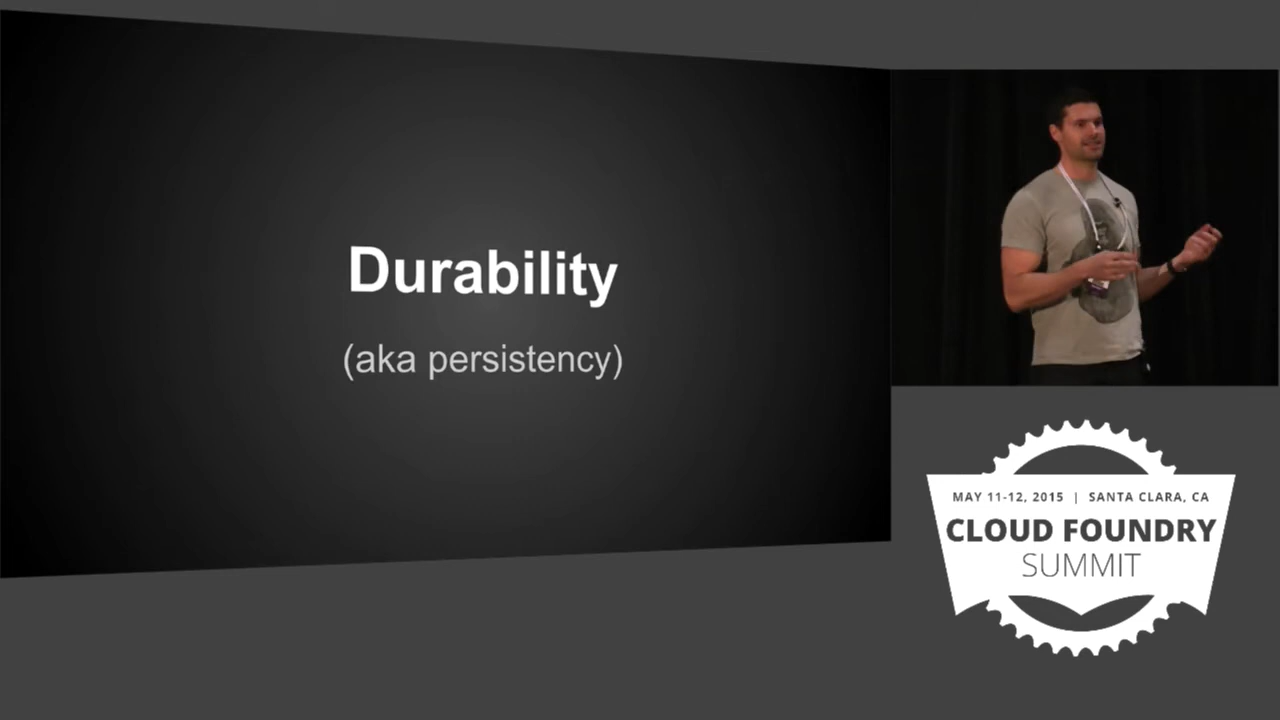 Durability
(aka persistency)
MAY 11-12, 2015 | SANTA CLARA, CA
CLOUD FOUNDRY
SUMMIT